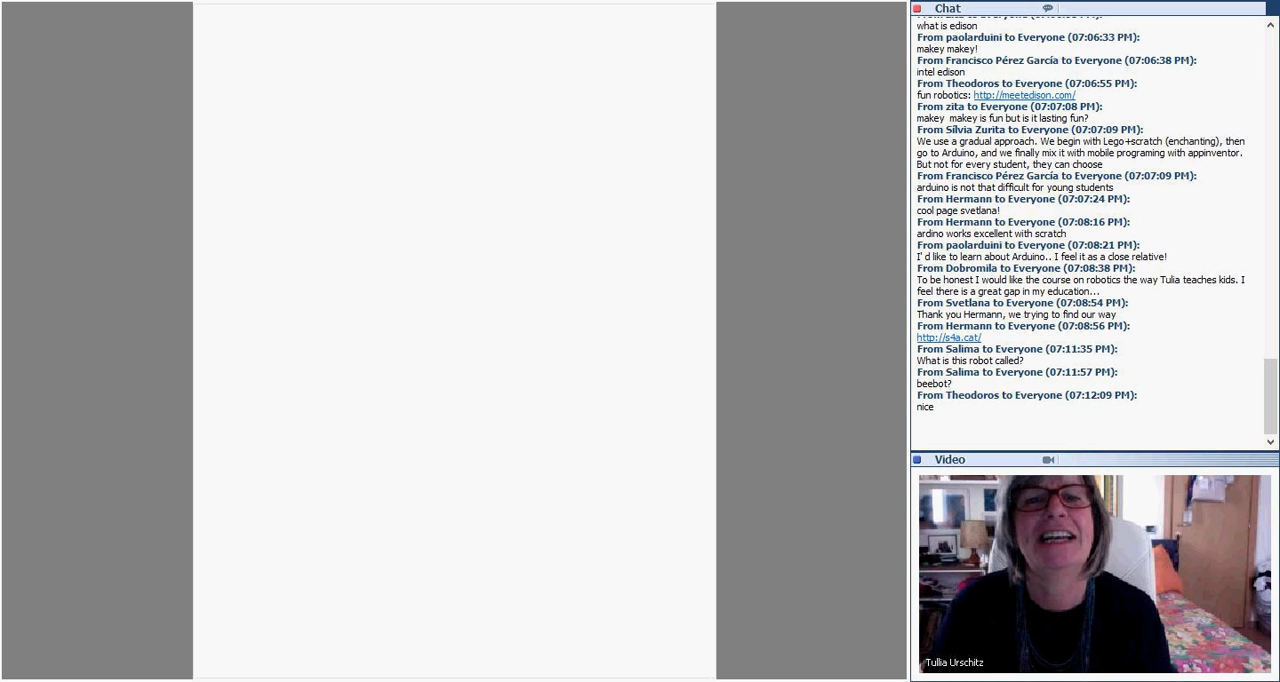 Chat
what is edison
From paolarduini to Everyone (07:06:33 PM):
makey makey!
From Francisco Pérez García to Everyone (07:06:38 PM):
intel edison
From Theodoros to Everyone (07:06:55 PM):
fun robotics: http://meetedison.com/
From zita to Everyone (07:07:08 PM):
makey  makey is fun but is it lasting fun?
From Sílvia Zurita to Everyone (07:07:09 PM):
We use a gradual approach. We begin with Lego+scratch (enchanting), then
go to Arduino, and we finally mix it with mobile programing with appinventor.
But not for every student, they can choose
From Francisco Pérez García to Everyone (07:07:09 PM):
arduino is not that difficult for young students
From Hermann to Everyone (07:07:24 PM):
cool page svetlana!
From Hermann to Everyone (07:08:16 PM):
ardino works excellent with scratch
From paolarduini to Everyone (07:08:21 PM):
I' d like to learn about Arduino.. I feel it as a close relative!
From Dobromila to Everyone (07:08:38 PM):
To be honest I would like the course on robotics the way Tulia teaches kids. I
feel there is a great gap in my education...
From Svetlana to Everyone (07:08:54 PM):
Thank you Hermann, we trying to find our way
From Hermann to Everyone (07:08:56 PM):
http://s4a.cat/
From Salima to Everyone (07:11:35 PM):
What is this robot called?
From Salima to Everyone (07:11:57 PM):
beebot?
From Theodoros to Everyone (07:12:09 PM):
nice
Video
Tullia Urschitz